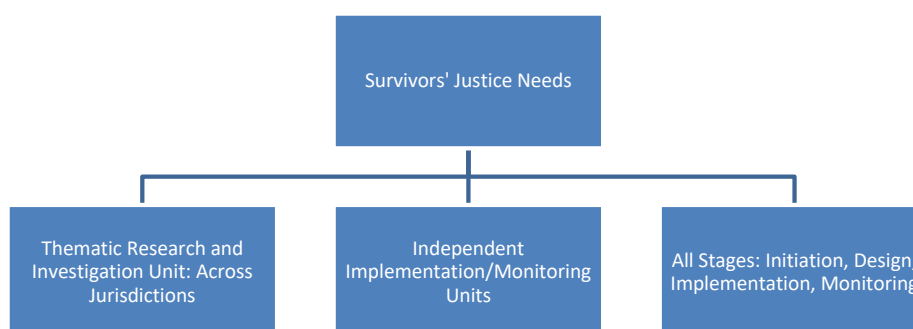 Survivors' Justice Needs
Thematic Research and
Investigation Unit: Across
Jurisdictions
Independent
Implementation/Monitoring
Units
All Stages: Initiation, Design,
Implementation, Monitoring